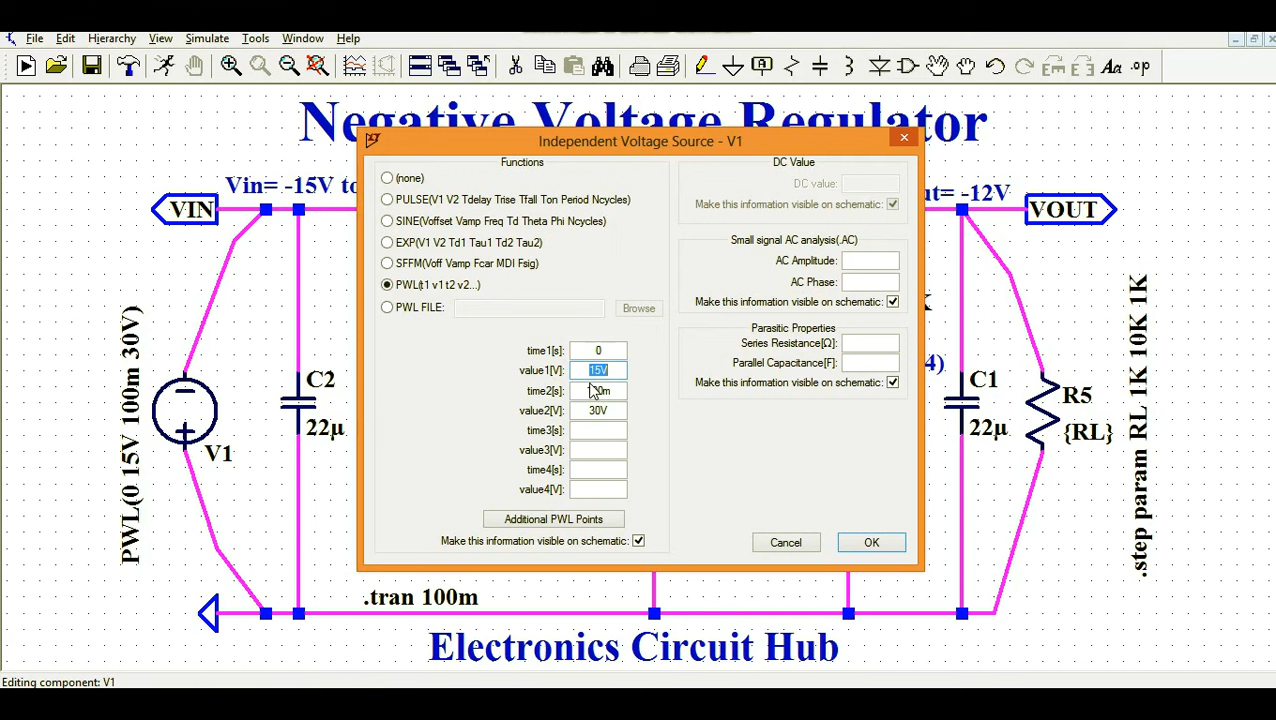 File Edit Hierarchy View Simulate Tools Window Help
Negative Voltage Regulator
Independent Voltage Source - V1
Functions
(none)
PULSE(V1 V2 Tdelay Trise Tfall Ton Period Ncycles)
SINE(Voffset Vamp Freq Td Theta Phi Ncycles)
EXP(V1 V2 Td1 Tau1 Td2 Tau2)
SFFM(Voff Vamp Fcar MDI Fsig)
PWL(t1 v1 t2 v2...)
PWL FILE: Browse
time1[s]: 0
value1[V]: 15V
time2[s]:
value2[V]: 30V
time3[s]:
value3[V]:
time4[s]:
value4[V]:
Additional PWL Points
Make this information visible on schematic:
DC Value
DC value:
Make this information visible on schematic:
Small signal AC analysis(.AC)
AC Amplitude:
AC Phase:
Make this information visible on schematic:
Parasitic Properties
Series Resistance[Ω]:
Parallel Capacitance[F]:
Make this information visible on schematic:
Cancel OK
Vin= -15V to
VIN
= -12V
VOUT
PWL(0 15V 100m 30V)
V1
C2
22µ
C1
22µ
R5
{RL}
.step param RL 1K 10K 1K
.tran 100m
Electronics Circuit Hub
Editing component: V1